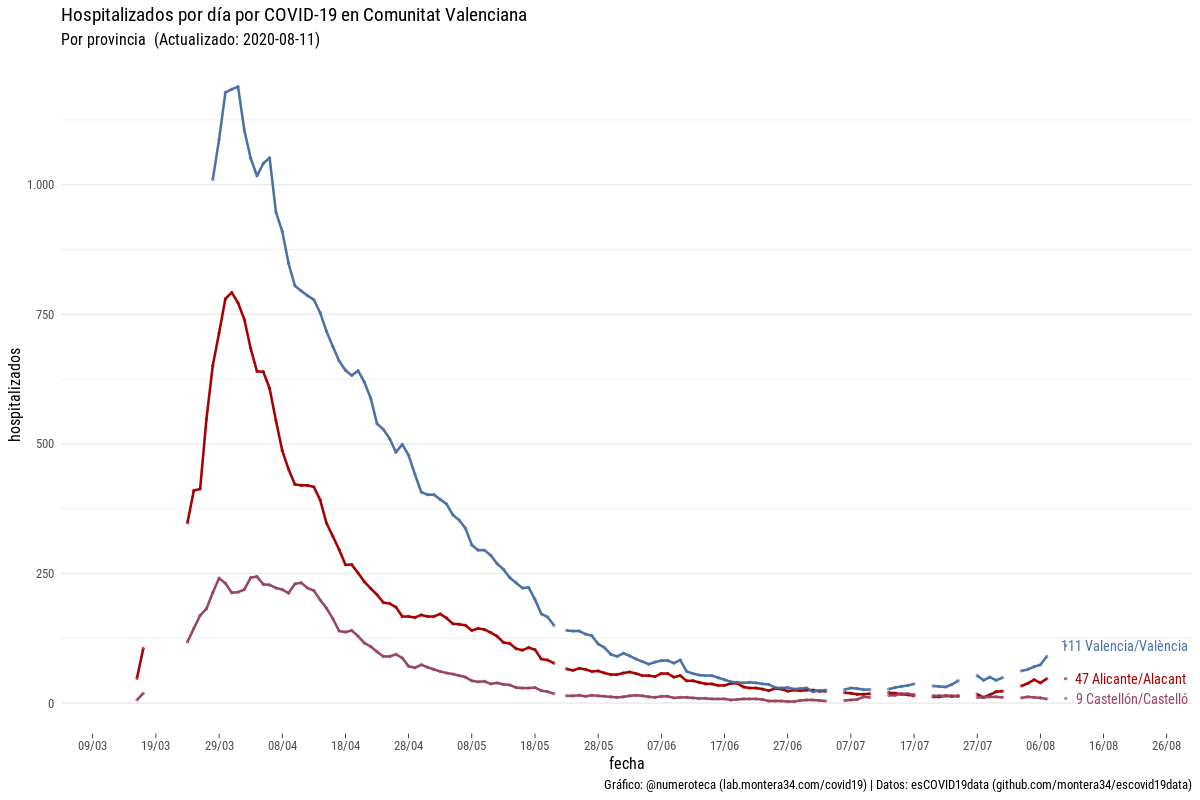 Hospitalizados por día por COVID-19 en Comunitat Valenciana
Por provincia (Actualizado: 2020-08-11)
1.000
750
500
250
0
hospitalizados
111 Valencia/València
47 Alicante/Alacant
9 Castellón/Castelló
09/03 19/03 29/03 08/04 18/04 28/04 08/05 18/05 28/05 07/06 17/06 27/06 07/07 17/07 27/07 06/08 16/08 26/08
fecha
Gráfico: @numeroteca (lab.montera34.com/covid19) | Datos: esCOVID19data (github.com/montera34/escovid19data)